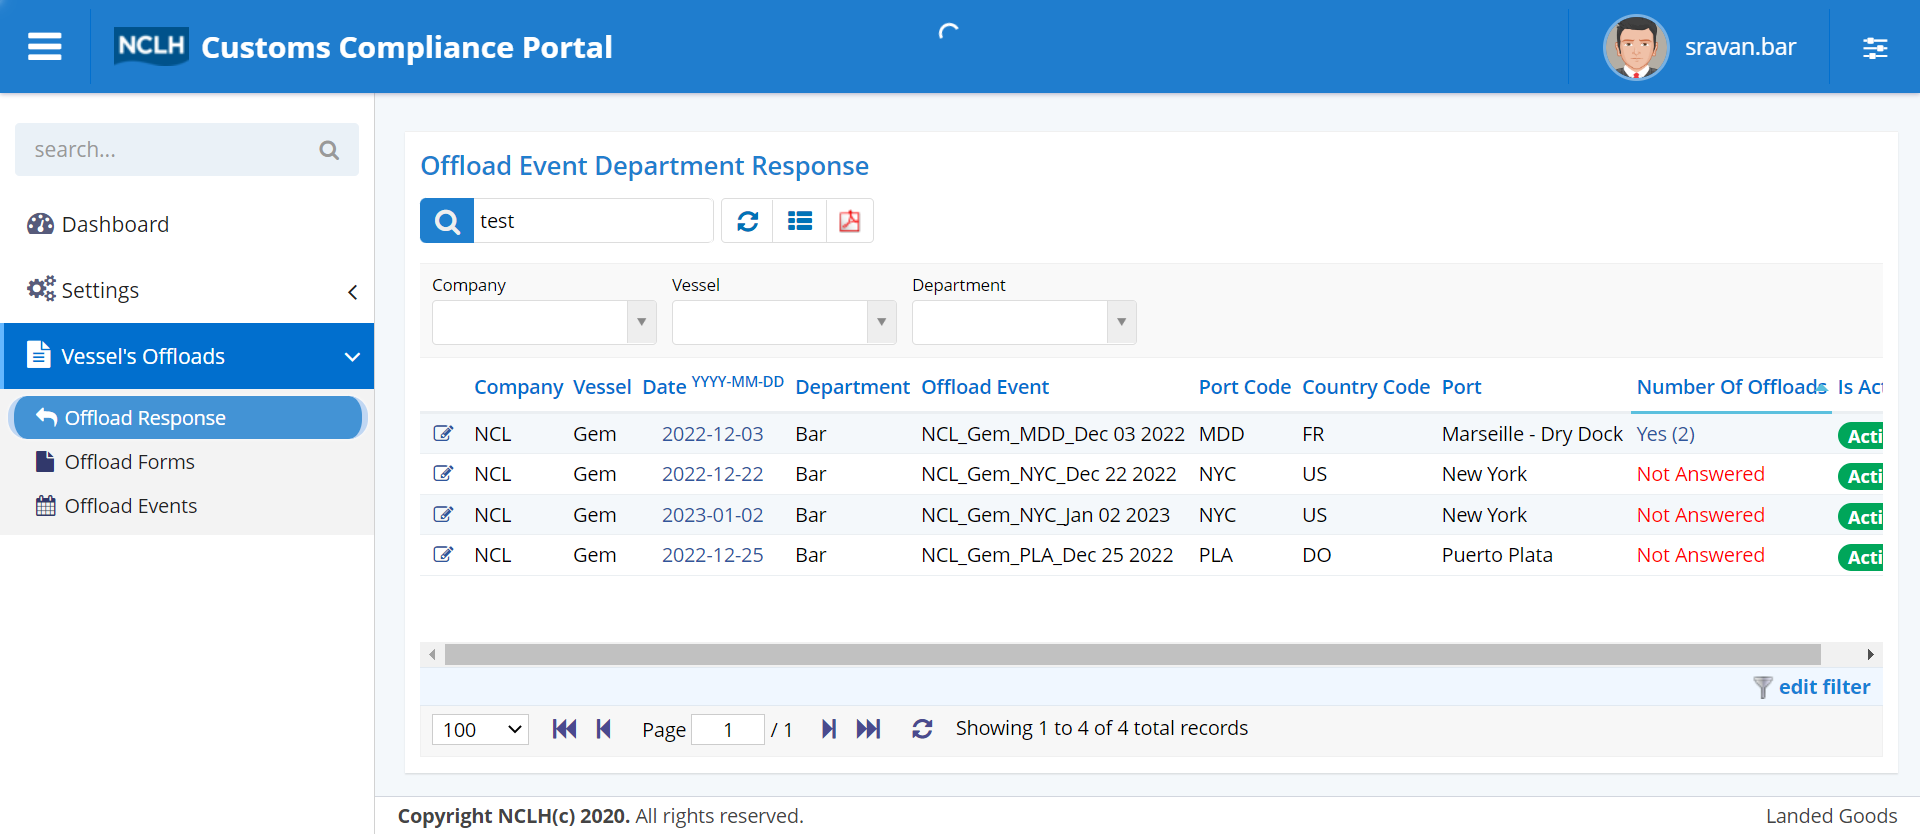 NCLH Customs Compliance Portal
sravan.bar
search...
Dashboard
Settings
Vessel's Offloads
Offload Response
Offload Forms
Offload Events
Offload Event Department Response
test
Company Vessel Department
Company Vessel Date YYYY-MM-DD Department Offload Event Port Code Country Code Port Number Of Offloads Is Act
NCL Gem 2022-12-03 Bar NCL_Gem_MDD_Dec 03 2022 MDD FR Marseille - Dry Dock Yes (2) Acti
NCL Gem 2022-12-22 Bar NCL_Gem_NYC_Dec 22 2022 NYC US New York Not Answered Acti
NCL Gem 2023-01-02 Bar NCL_Gem_NYC_Jan 02 2023 NYC US New York Not Answered Acti
NCL Gem 2022-12-25 Bar NCL_Gem_PLA_Dec 25 2022 PLA DO Puerto Plata Not Answered Acti
edit filter
100 Page 1 / 1 Showing 1 to 4 of 4 total records
Copyright NCLH(c) 2020. All rights reserved. Landed Goods